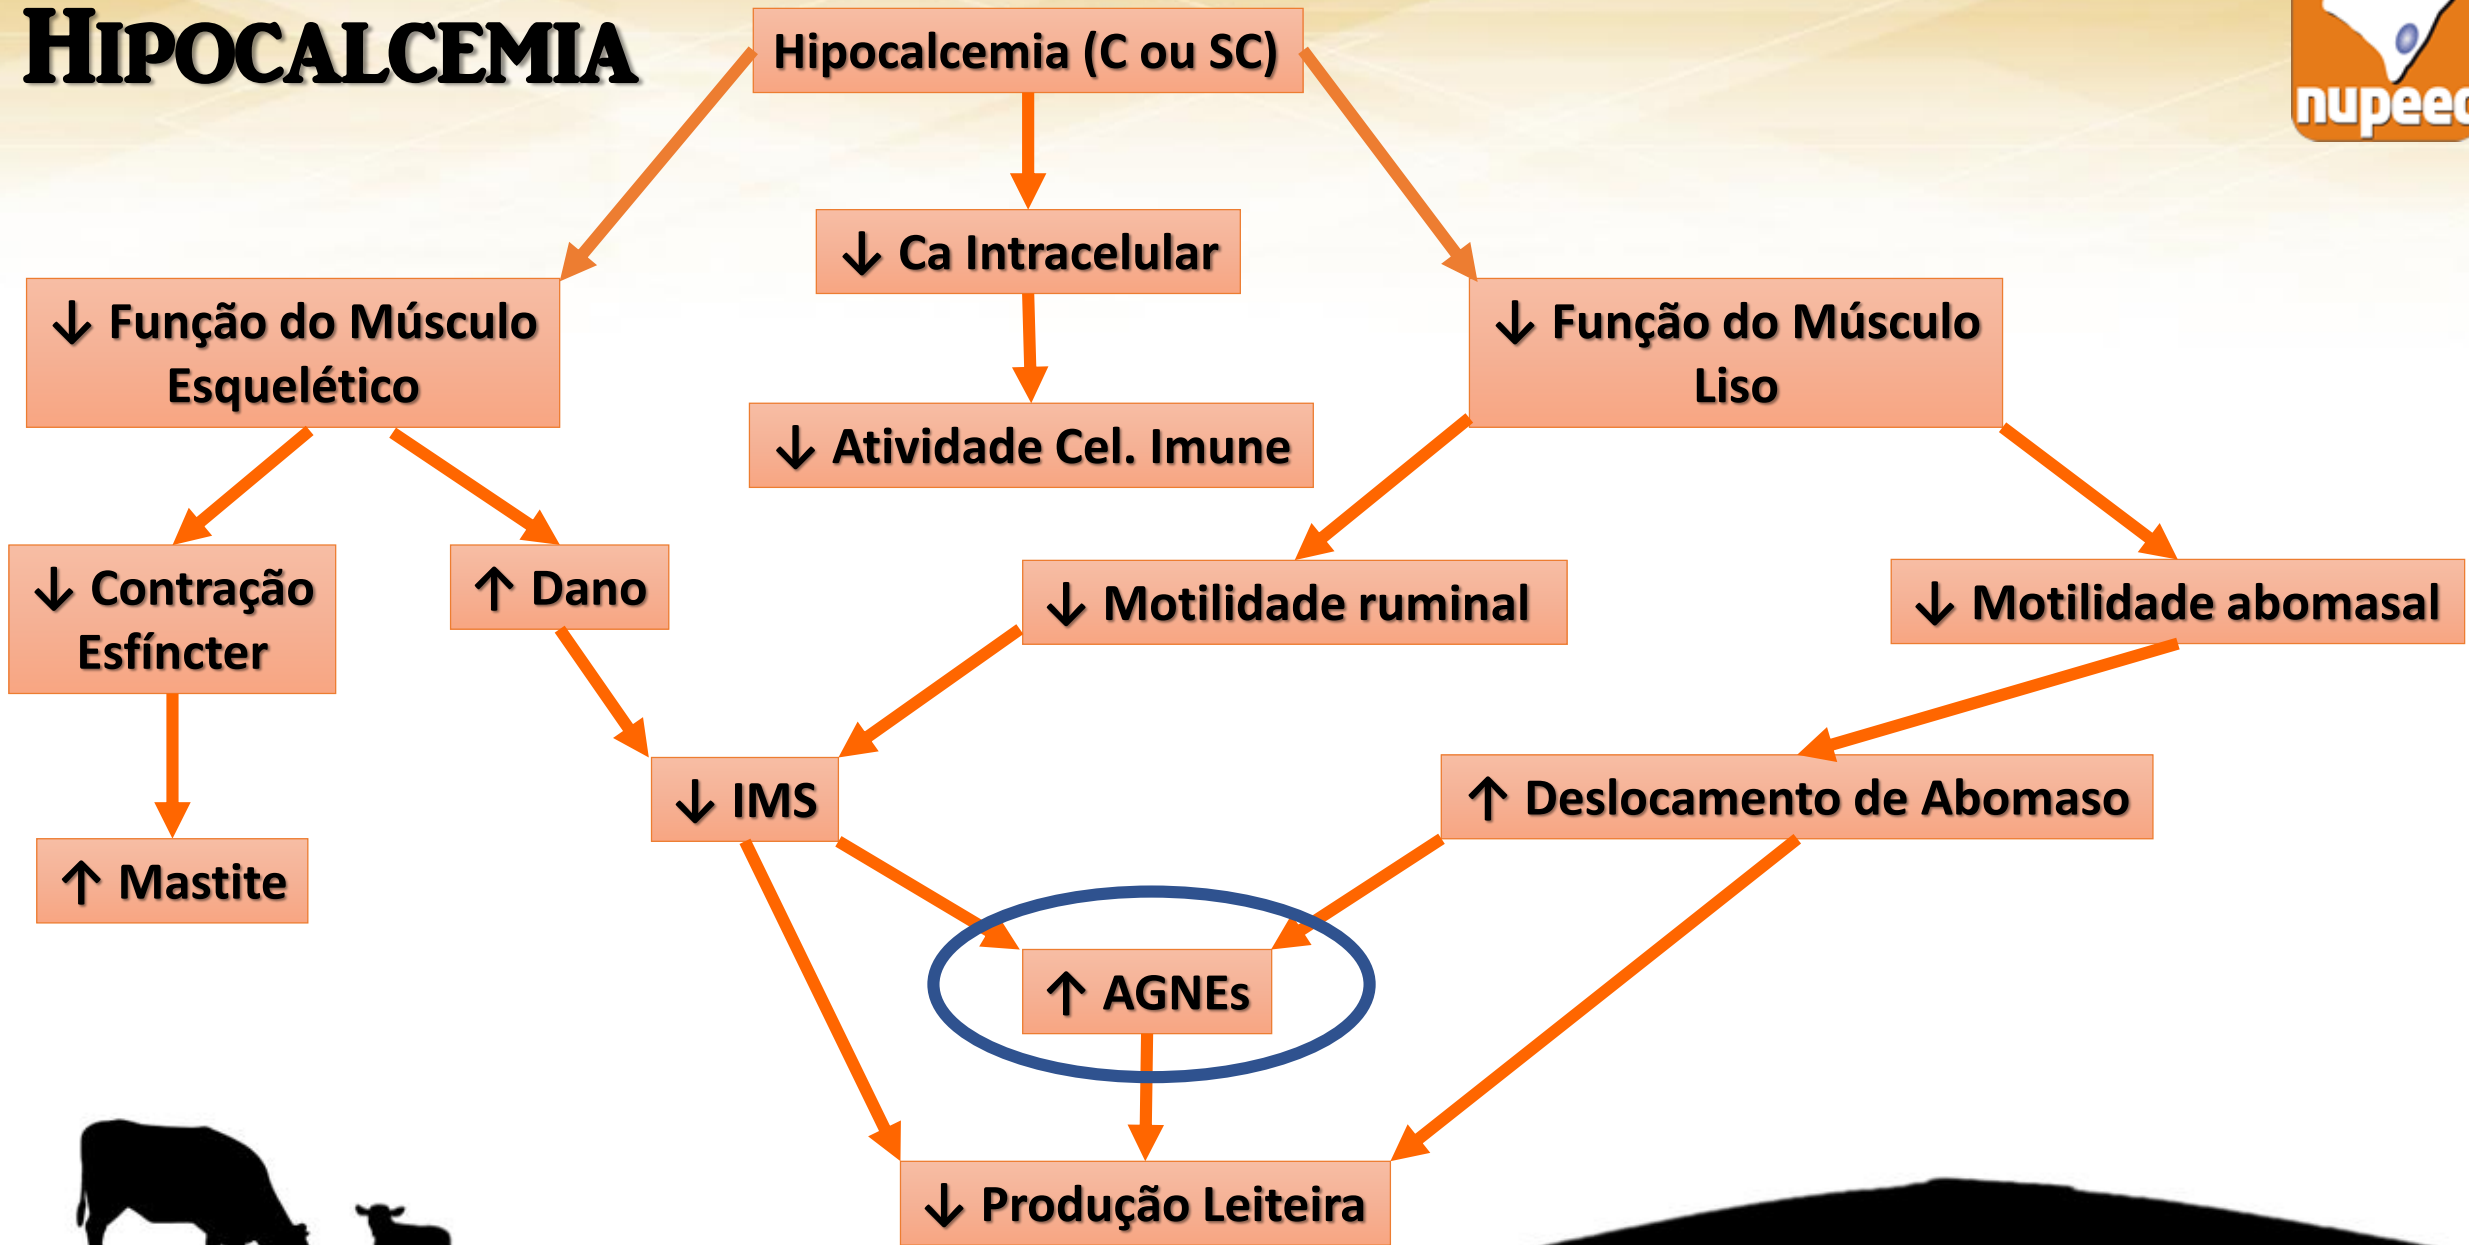 HIPOCALCEMIA
Hipocalcemia (C ou SC)
nupeec
↓ Ca Intracelular
↓ Função do Músculo
Esquelético
↓ Função do Músculo
Liso
↓ Atividade Cel. Imune
↓ Contração
Esfíncter
↑ Dano
↓ Motilidade ruminal
↓ Motilidade abomasal
↓ IMS
↑ Deslocamento de Abomaso
↑ Mastite
↑ AGNEs
↓ Produção Leiteira